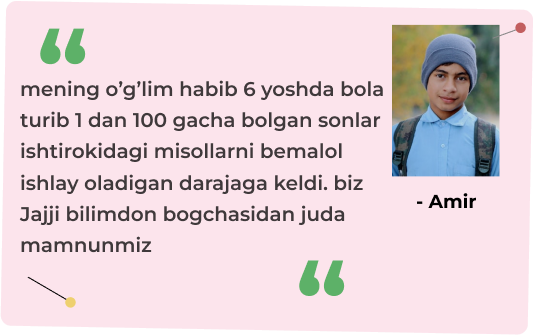 mening o’g’lim habib 6 yoshda bola
turib 1 dan 100 gacha bolgan sonlar
ishtirokidagi misollarni bemalol
ishlay oladigan darajaga keldi. biz
Jajji bilimdon bogchasidan juda
mamnunmiz
- Amir